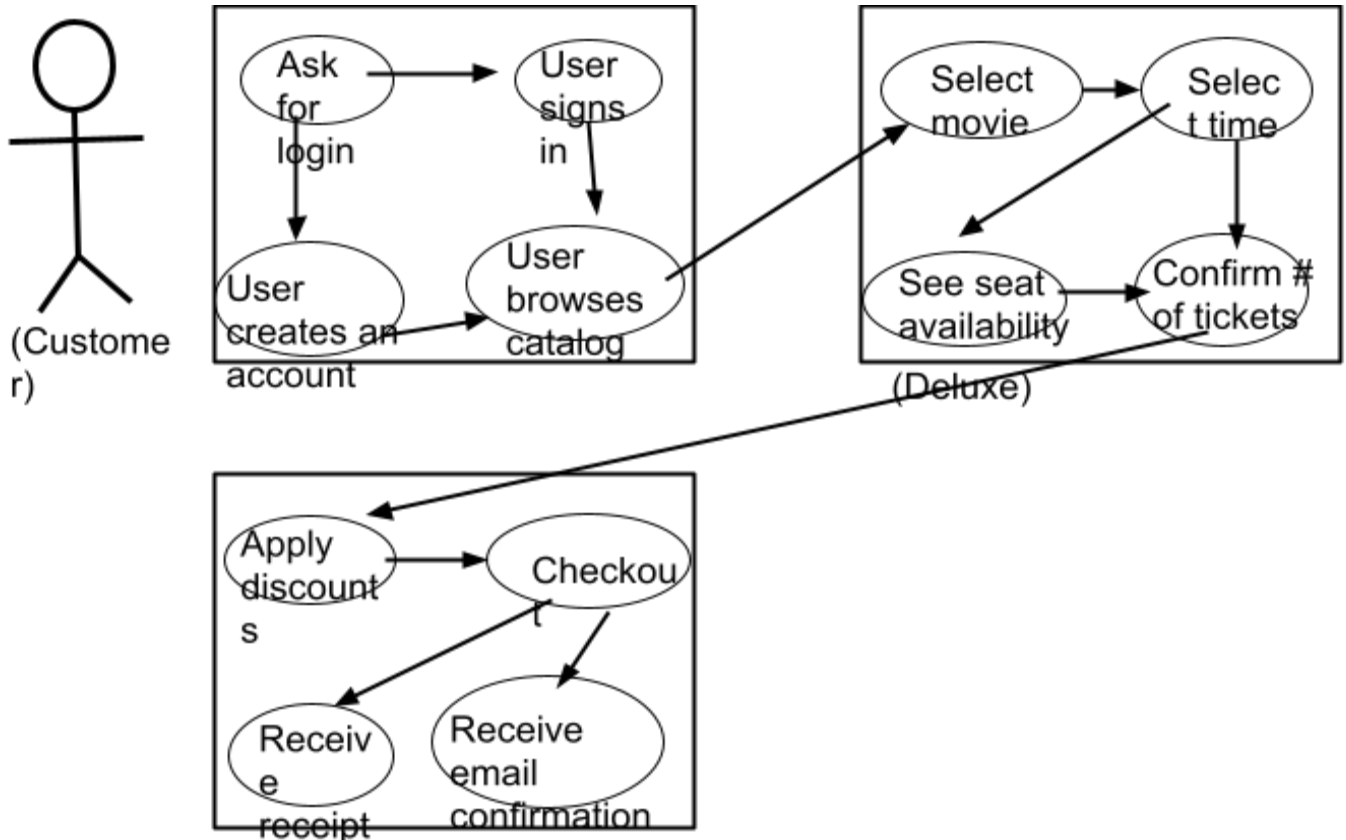 Ask
for
login
User
signs
in
User
creates an
account
User
browses
catalog
(Custome
r)
Select
movie
Selec
t time
See seat
availability
Confirm #
of tickets
(Deluxe)
Apply
discount
s
Checkou
t
Receiv
e
receipt
Receive
email
confirmation